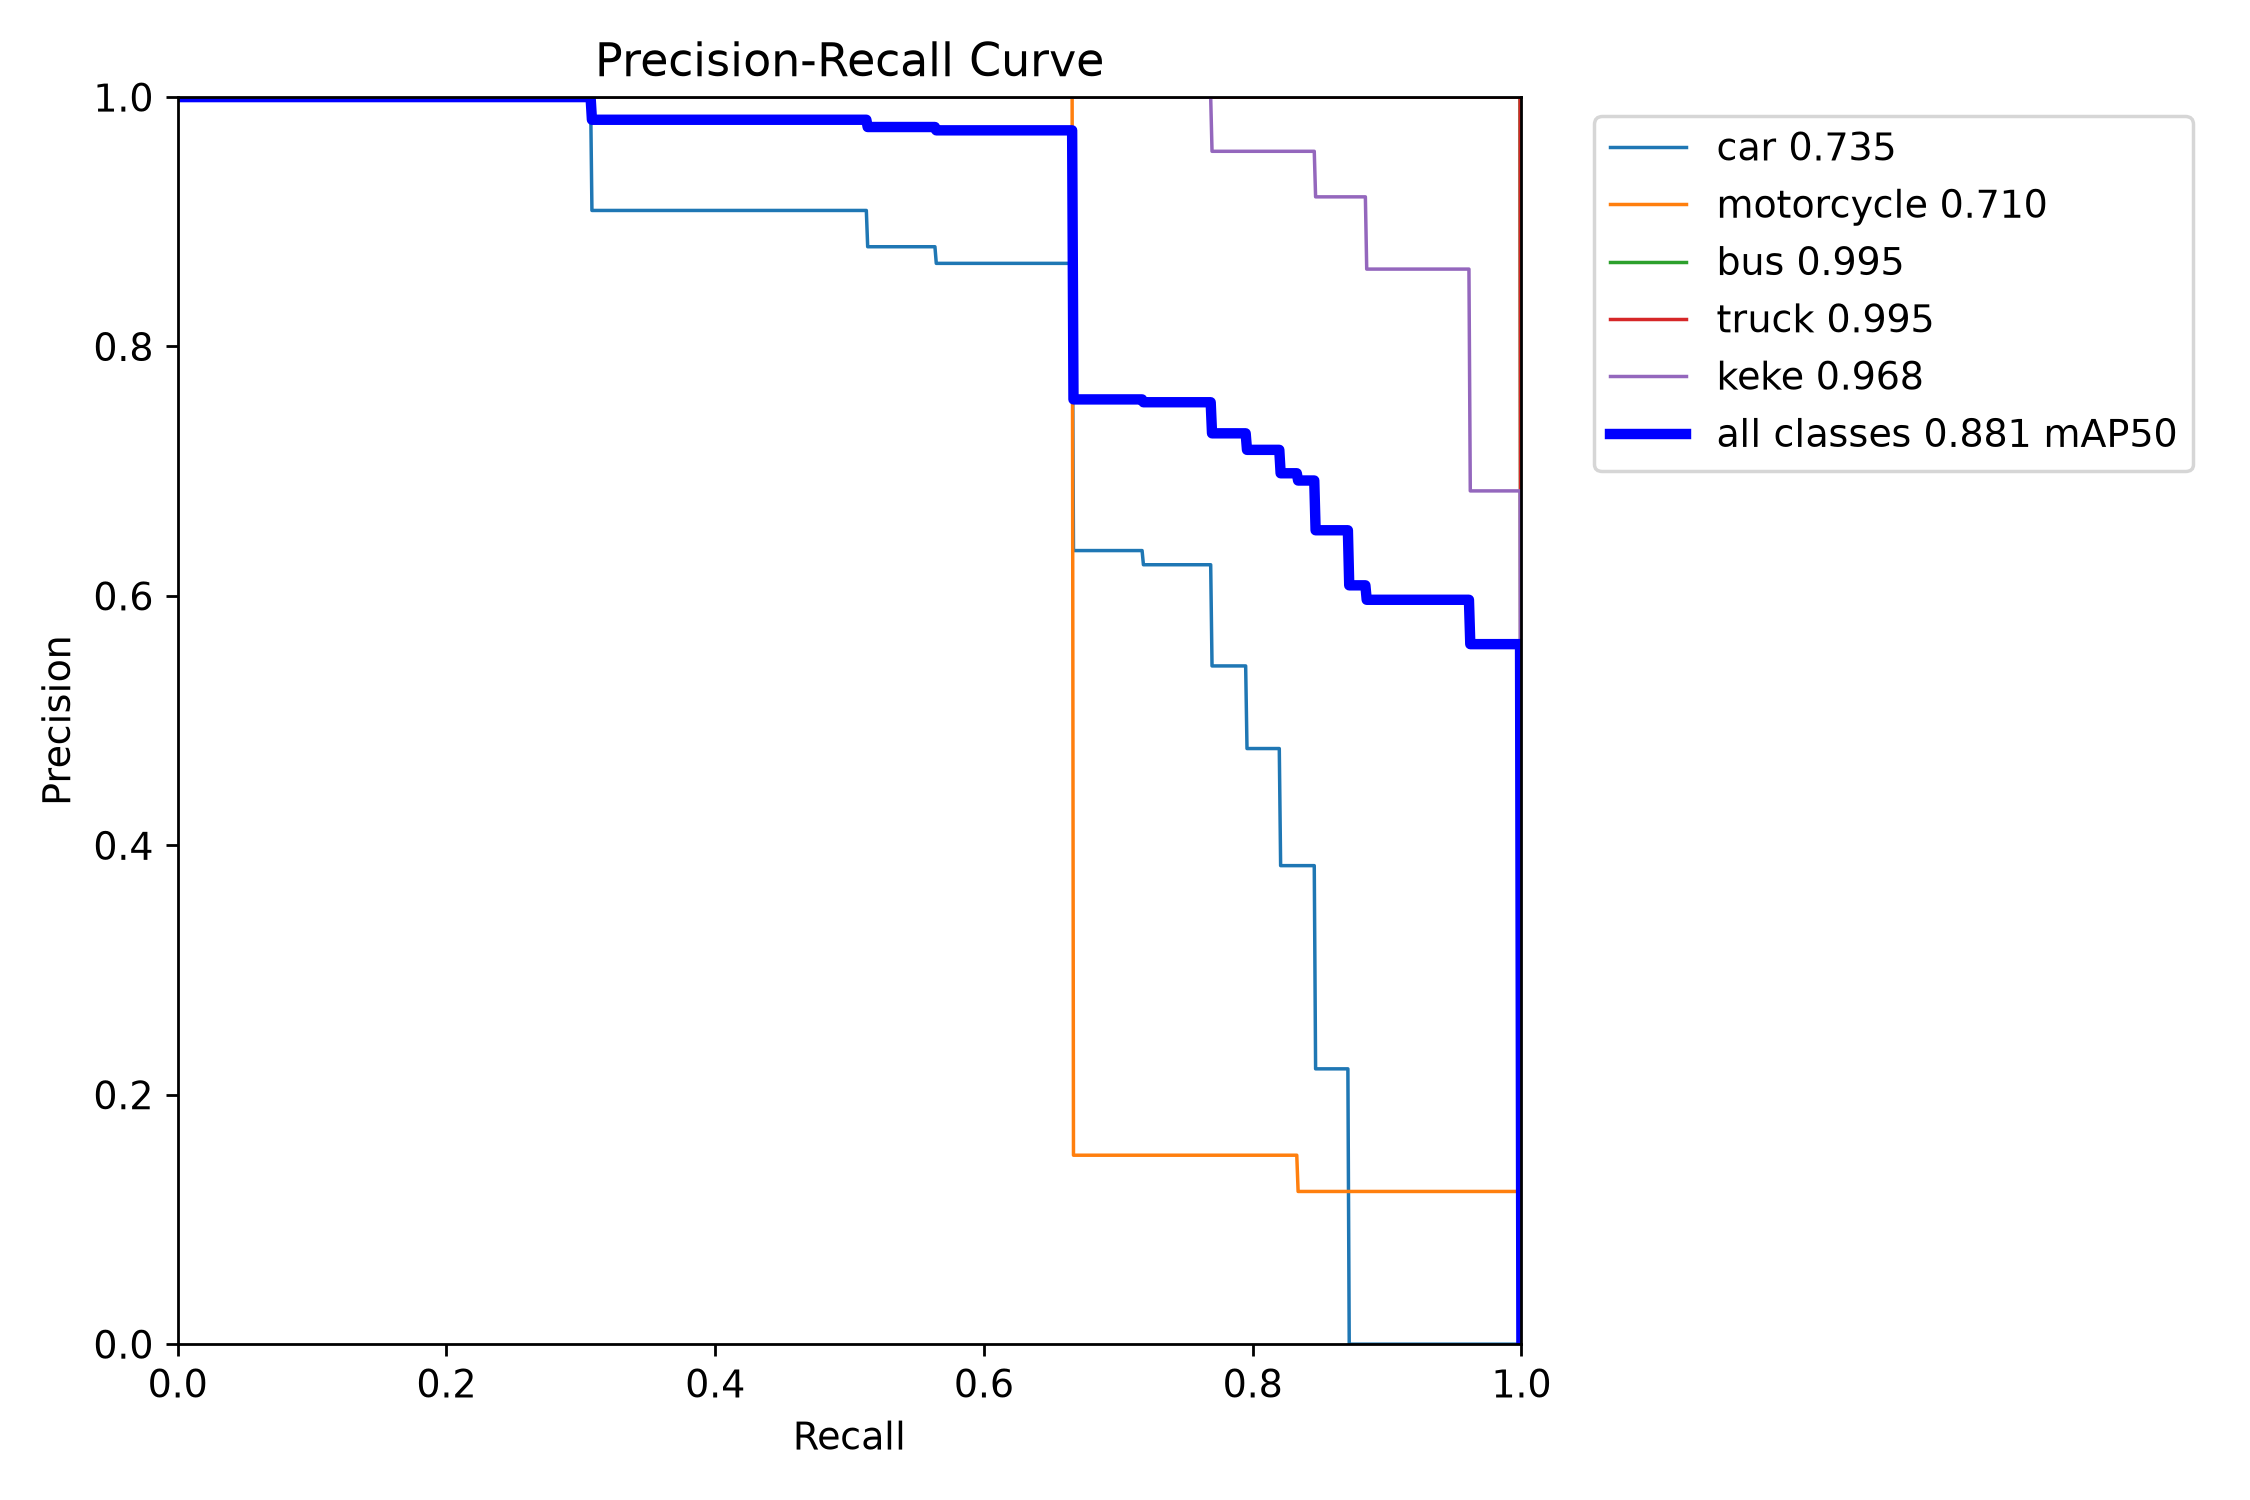 Precision-Recall Curve
1.0
0.8
0.6
0.4
0.2
0.0
Precision
0.0 0.2 0.4 0.6 0.8 1.0
Recall
car 0.735
motorcycle 0.710
bus 0.995
truck 0.995
keke 0.968
all classes 0.881 mAP50